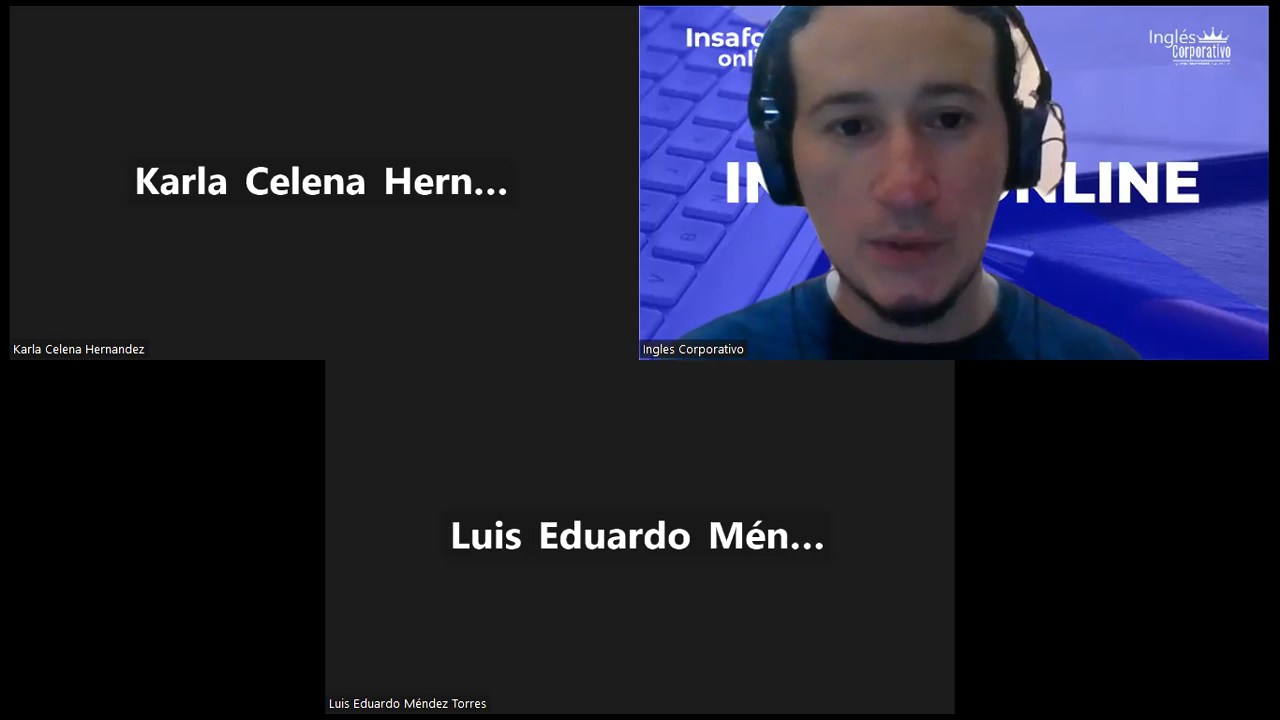 Karla Celena Hern...
Karla Celena Hernandez
Inglés
Corporativo
Ingles Corporativo
Luis Eduardo Mén...
Luis Eduardo Méndez Torres